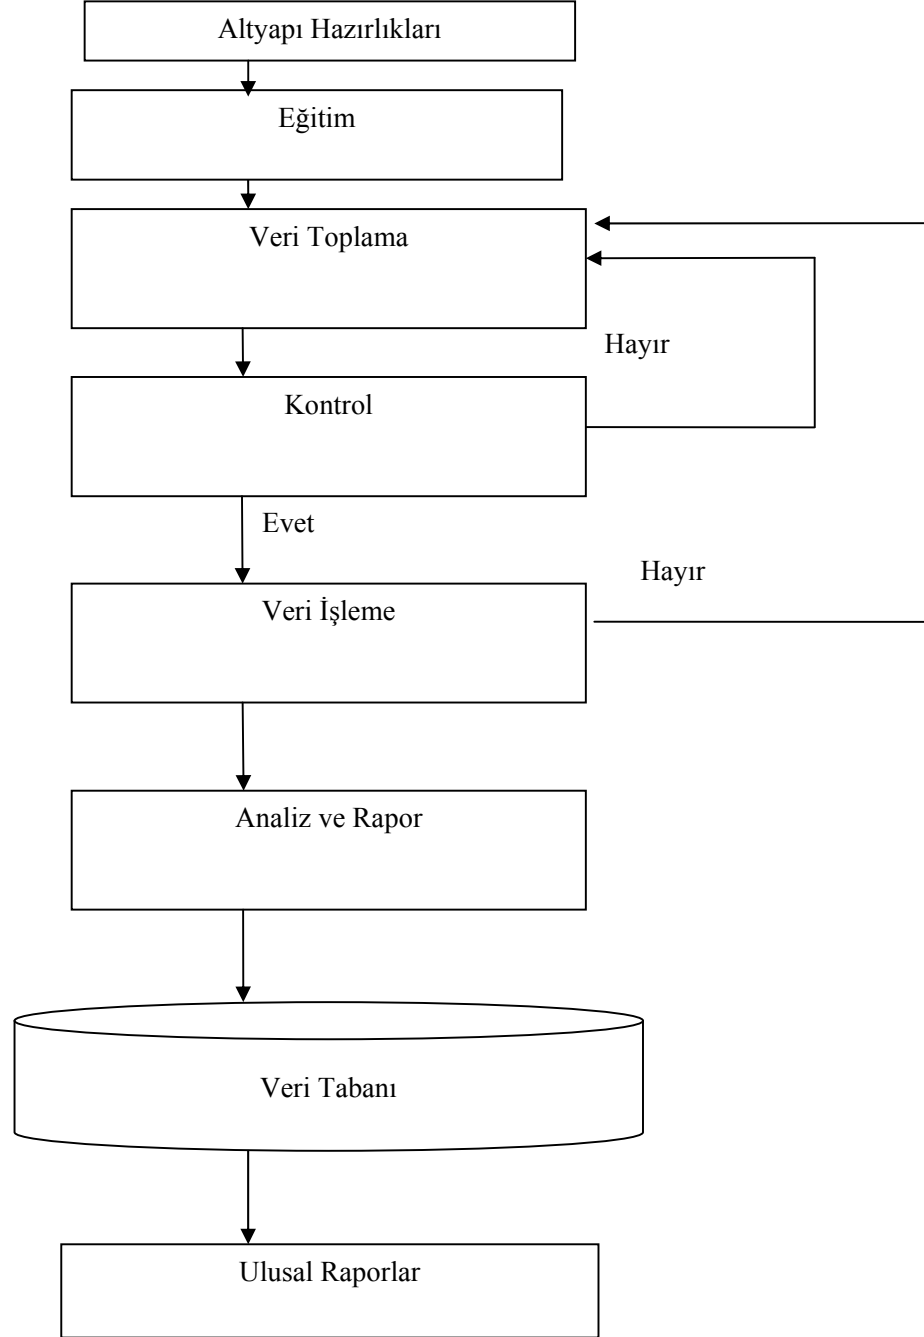 Altyapı Hazırlıkları
Eğitim
Veri Toplama
Hayır
Kontrol
Evet
Hayır
Veri İşleme
Analiz ve Rapor
Veri Tabanı
Ulusal Raporlar